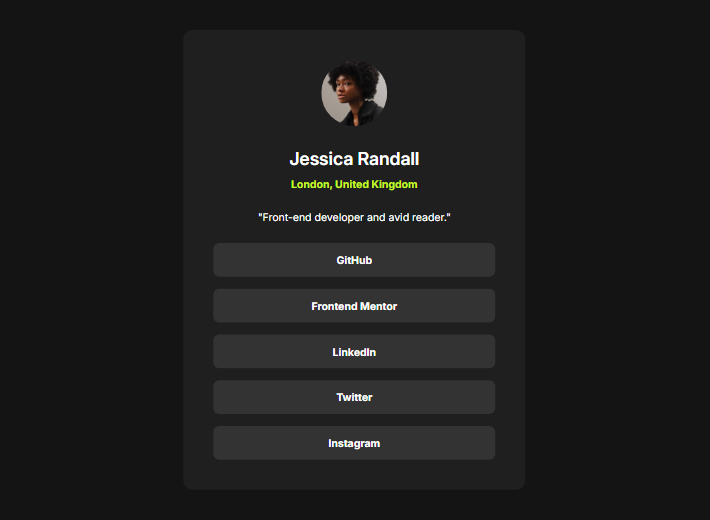 Jessica Randall
London, United Kingdom
"Front-end developer and avid reader."
GitHub
Frontend Mentor
LinkedIn
Twitter
Instagram